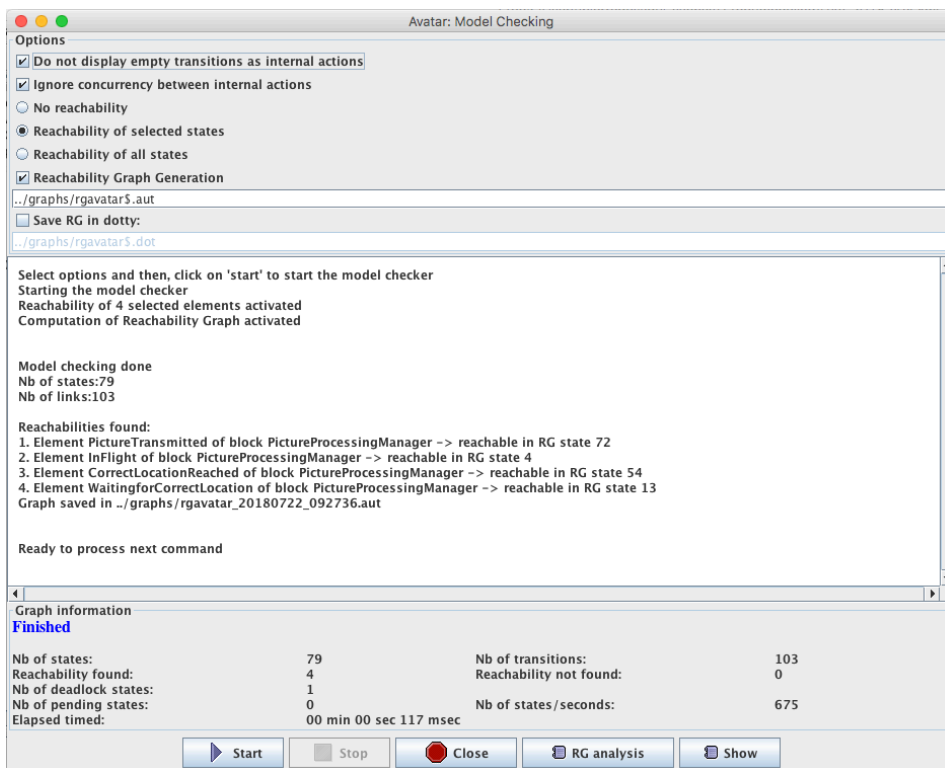 Avatar: Model Checking
Options
Do not display empty transitions as internal actions
Ignore concurrency between internal actions
No reachability
Reachability of selected states
Reachability of all states
Reachability Graph Generation
../graphs/rgavatar$.aut
Save RG in dotty:
../graphs/rgavatar$.dot
Select options and then, click on 'start' to start the model checker
Starting the model checker
Reachability of 4 selected elements activated
Computation of Reachability Graph activated
Model checking done
Nb of states:79
Nb of links:103
Reachabilities found:
1. Element PictureTransmitted of block PictureProcessingManager -> reachable in RG state 72
2. Element InFlight of block PictureProcessingManager -> reachable in RG state 4
3. Element CorrectLocationReached of block PictureProcessingManager -> reachable in RG state 54
4. Element WaitingforCorrectLocation of block PictureProcessingManager -> reachable in RG state 13
Graph saved in ../graphs/rgavatar_20180722_092736.aut
Ready to process next command
Graph information
Finished
Nb of states: 79 Nb of transitions: 103
Reachability found: 4 Reachability not found: 0
Nb of deadlock states: 1
Nb of pending states: 0 Nb of states/seconds: 675
Elapsed timed: 00 min 00 sec 117 msec
Start Stop Close RG analysis Show